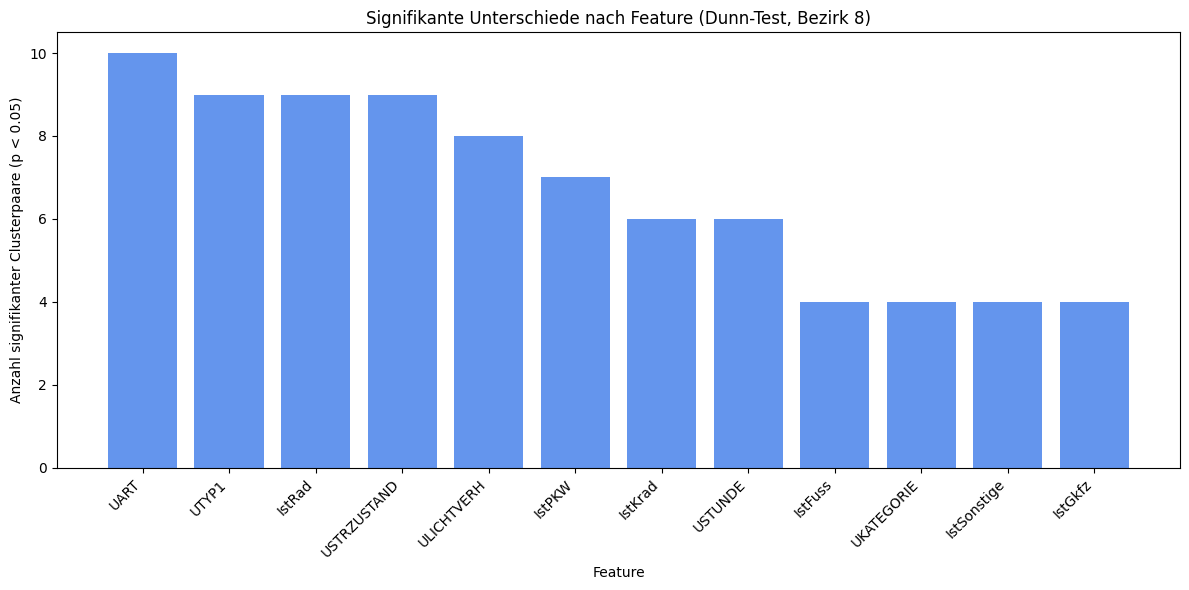 Signifikante Unterschiede nach Feature (Dunn-Test, Bezirk 8)
Anzahl signifikanter Clusterpaare (p < 0.05)
10
8
6
4
2
0
UART
UTYP1
IstRad
USTRZUSTAND
ULICHTVERH
IstPKW
IstKrad
USTUNDE
IstFuss
UKATEGORIE
IstSonstige
IstGkfz
Feature